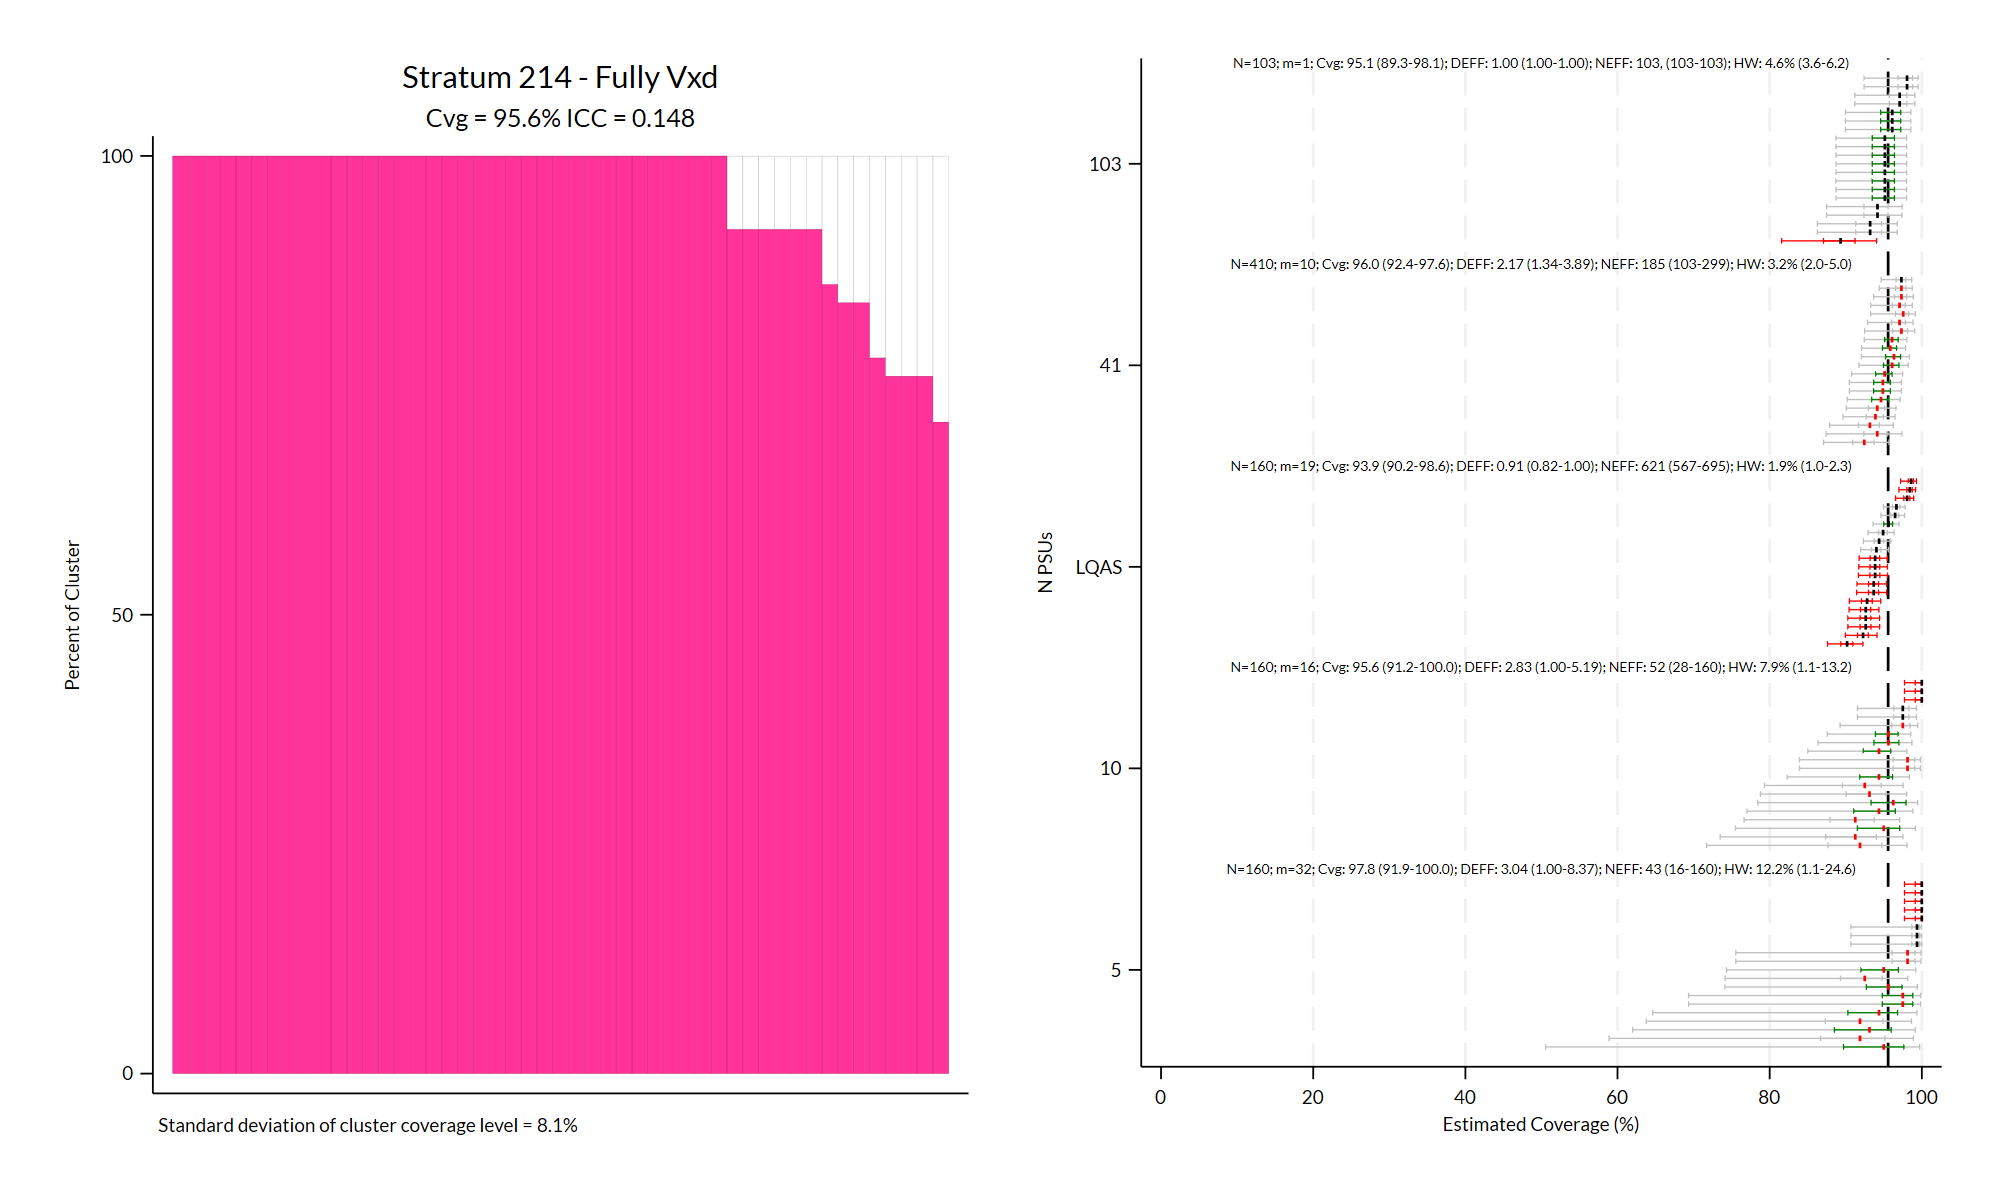 Stratum 214 - Fully Vxd
Cvg = 95.6% ICC = 0.148
100
50
0
Percent of Cluster
Standard deviation of cluster coverage level = 8.1%
N=103; m=1; Cvg: 95.1 (89.3-98.1); DEFF: 1.00 (1.00-1.00); NEFF: 103, (103-103); HW: 4.6% (3.6-6.2)
103
N=410; m=10; Cvg: 96.0 (92.4-97.6); DEFF: 2.17 (1.34-3.89); NEFF: 185 (103-299); HW: 3.2% (2.0-5.0)
41
N=160; m=19; Cvg: 93.9 (90.2-98.6); DEFF: 0.91 (0.82-1.00); NEFF: 621 (567-695); HW: 1.9% (1.0-2.3)
LQAS
N=160; m=16; Cvg: 95.6 (91.2-100.0); DEFF: 2.83 (1.00-5.19); NEFF: 52 (28-160); HW: 7.9% (1.1-13.2)
10
N=160; m=32; Cvg: 97.8 (91.9-100.0); DEFF: 3.04 (1.00-8.37); NEFF: 43 (16-160); HW: 12.2% (1.1-24.6)
5
N PSUs
0 20 40 60 80 100
Estimated Coverage (%)